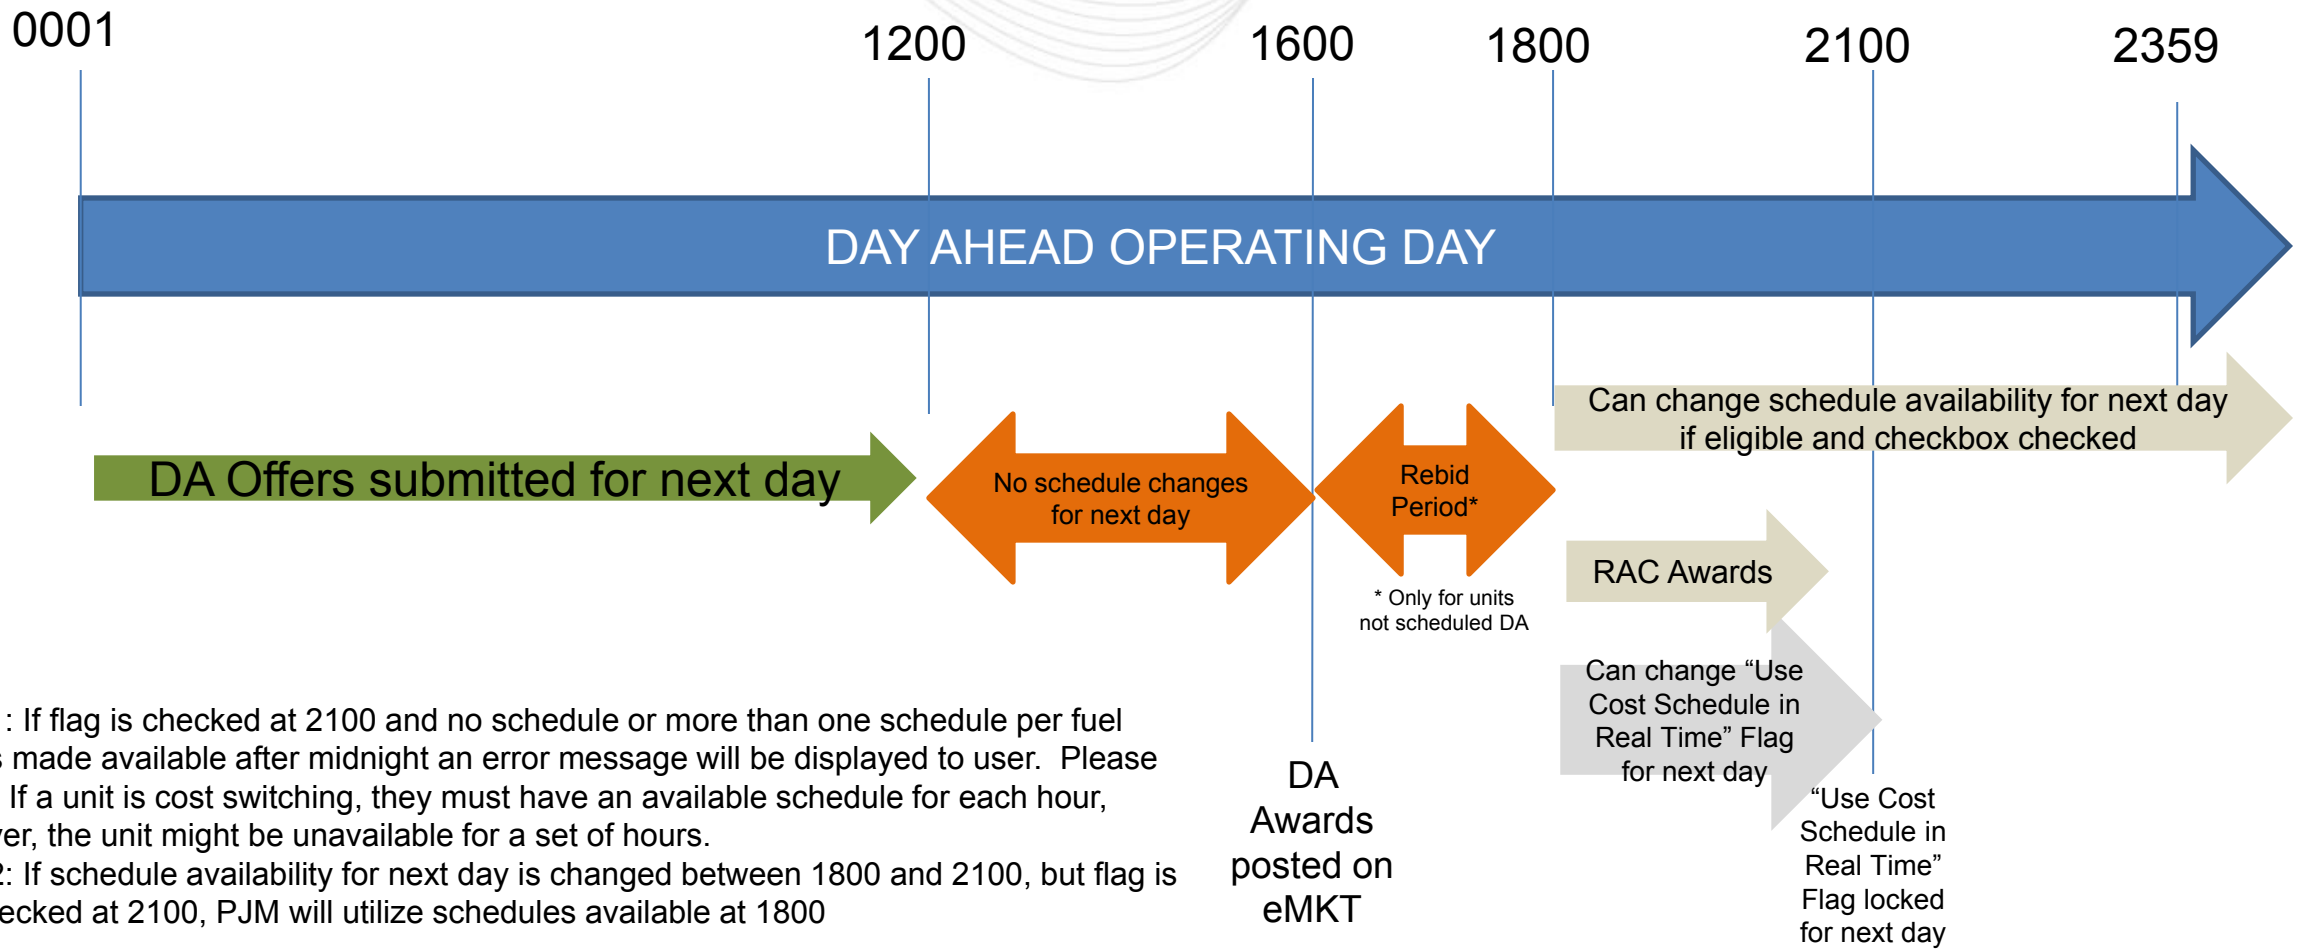 0001
1200
1600
1800
2100
2359
DAY AHEAD OPERATING DAY
DA Offers submitted for next day
No schedule changes
for next day
Rebid
Period*
* Only for units
not scheduled DA
Can change schedule availability for next day
if eligible and checkbox checked
RAC Awards
Can change “Use
Cost Schedule in
Real Time” Flag
for next day
“Use Cost
Schedule in
Real Time”
Flag locked
for next day
DA
Awards
posted on
eMKT
: If flag is checked at 2100 and no schedule or more than one schedule per fuel
made available after midnight an error message will be displayed to user. Please
If a unit is cost switching, they must have an available schedule for each hour,
the unit might be unavailable for a set of hours.
2: If schedule availability for next day is changed between 1800 and 2100, but flag is
at 2100, PJM will utilize schedules available at 1800